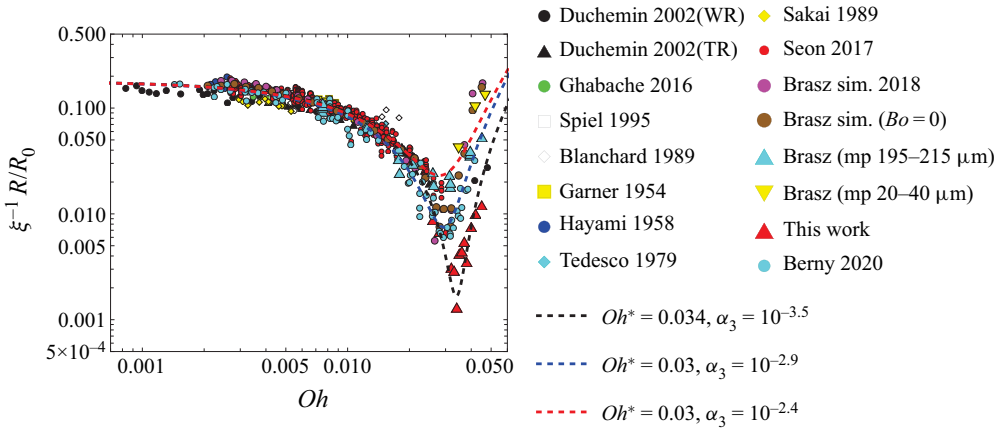 0.500
0.100
0.050
0.010
0.005
0.001
5×10⁻⁴
ξ⁻¹ R/R₀
0.001 0.005 0.010 0.050
Oh
Duchemin 2002(WR)
Duchemin 2002(TR)
Ghabache 2016
Spiel 1995
Blanchard 1989
Garner 1954
Hayami 1958
Tedesco 1979
Sakai 1989
Seon 2017
Brasz sim. 2018
Brasz sim. (Bo = 0)
Brasz (mp 195–215 μm)
Brasz (mp 20–40 μm)
This work
Berny 2020
Oh* = 0.034, α₃ = 10⁻³·⁵
Oh* = 0.03, α₃ = 10⁻²·⁹
Oh* = 0.03, α₃ = 10⁻²·⁴